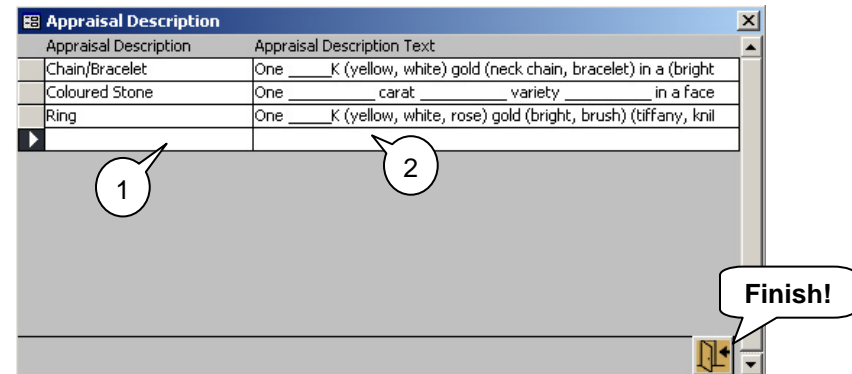 Appraisal Description
Appraisal Description Appraisal Description Text
Chain/Bracelet One _____K (yellow, white) gold (neck chain, bracelet) in a (bright
Coloured Stone One __________ carat __________ variety __________ in a face
Ring One _____K (yellow, white, rose) gold (bright, brush) (tiffany, knil
1
2
Finish!